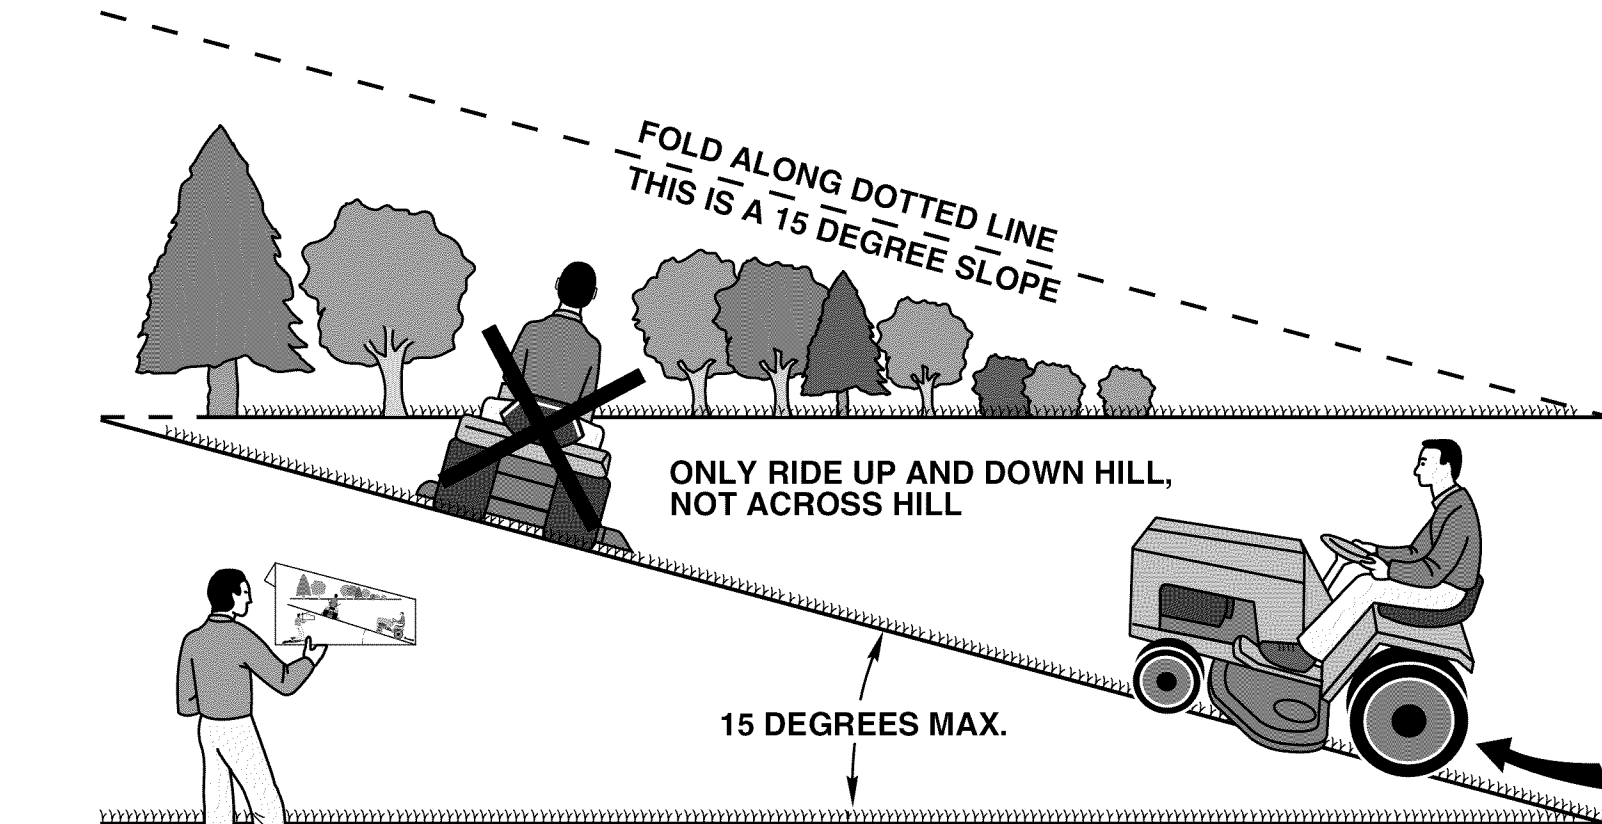 FOLD ALONG DOTTED LINE
THIS IS A 15 DEGREE SLOPE
ONLY RIDE UP AND DOWN HILL,
NOT ACROSS HILL
15 DEGREES MAX.